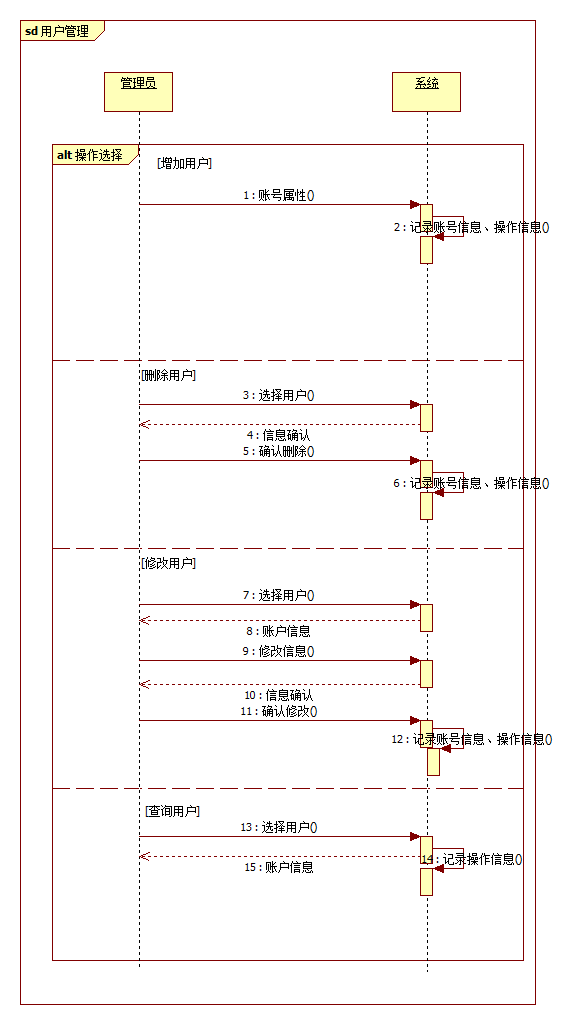 sd 用户管理
管理员
系统
alt 操作选择
[增加用户]
1 : 账号属性()
2 : 记录账号信息、操作信息()
[删除用户]
3 : 选择用户()
4 : 信息确认
5 : 确认删除()
6 : 记录账号信息、操作信息()
[修改用户]
7 : 选择用户()
8 : 账户信息
9 : 修改信息()
10 : 信息确认
11 : 确认修改()
12 : 记录账号信息、操作信息()
[查询用户]
13 : 选择用户()
14 : 记录操作信息()
15 : 账户信息